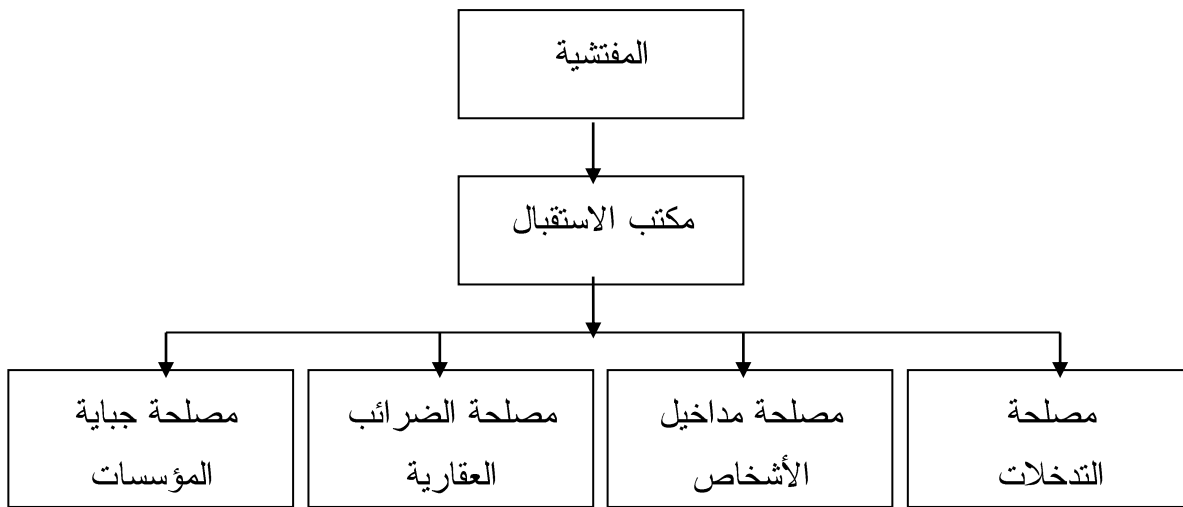 المفتشية
مكتب الاستقبال
مصلحة
التدخلات
مصلحة مداخيل
الأشخاص
مصلحة الضرائب
العقارية
مصلحة جباية
المؤسسات